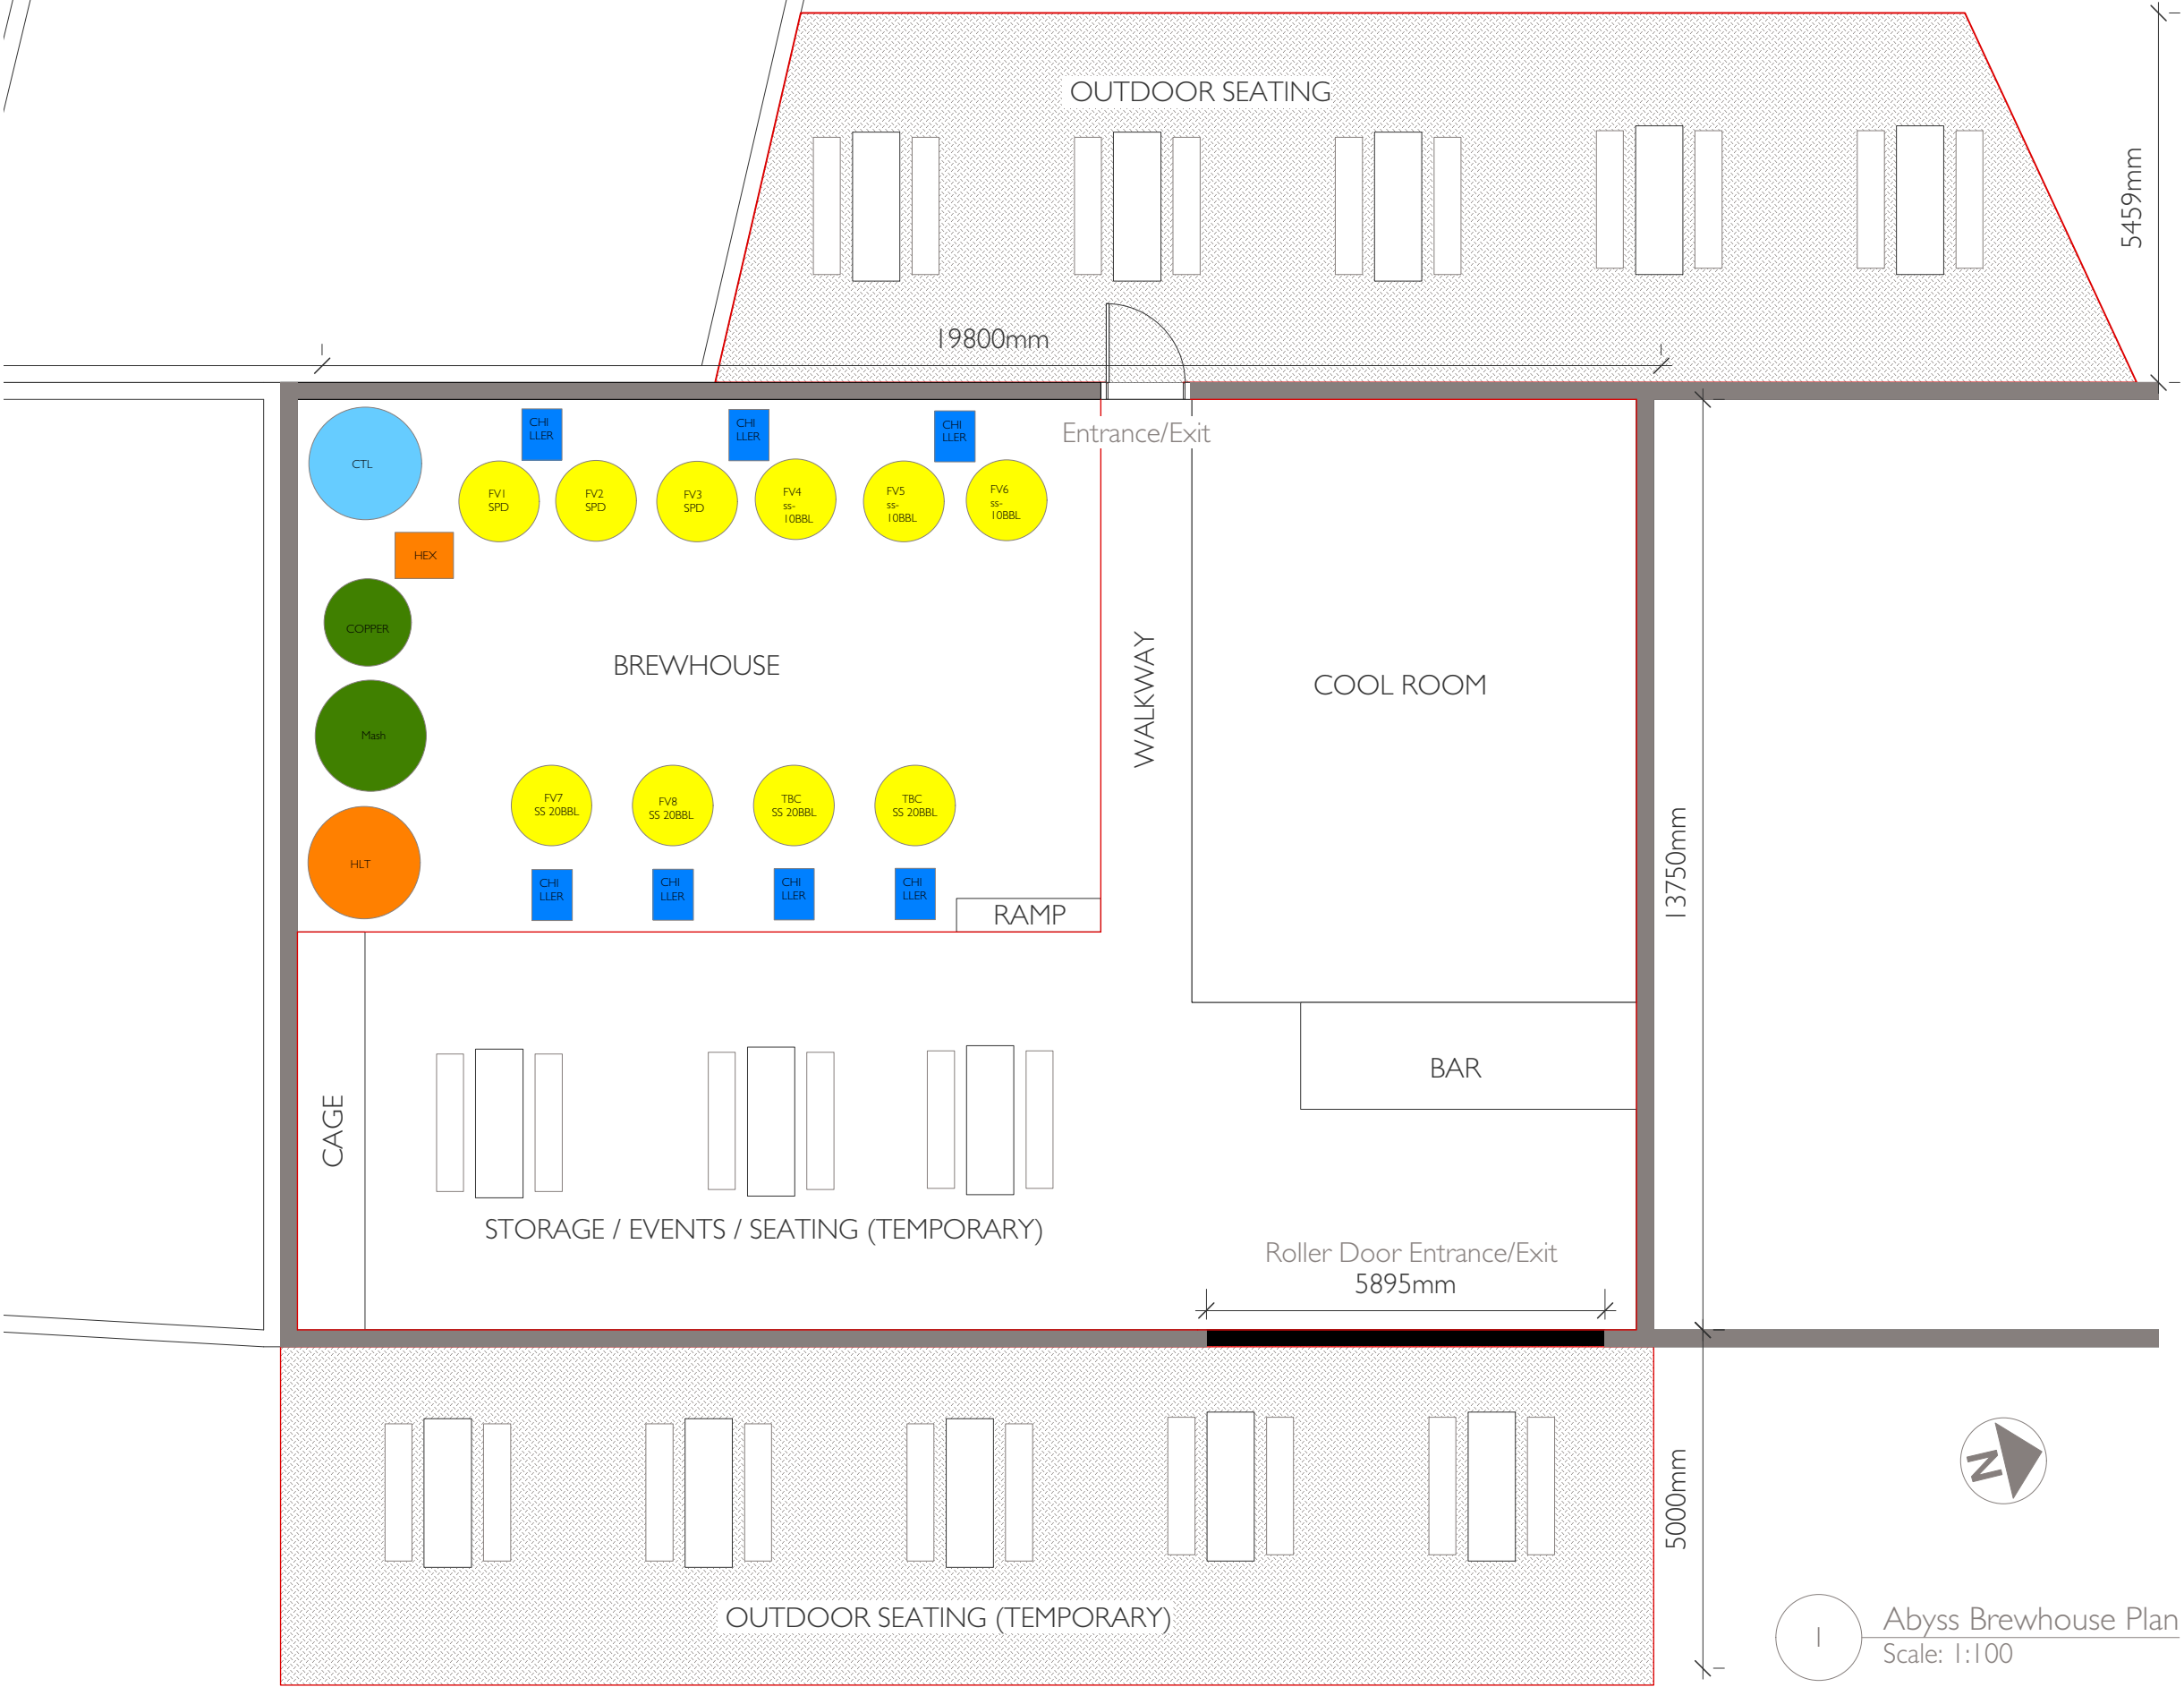 OUTDOOR SEATING
5459mm
19800mm
Entrance/Exit
CTL
CHI
LLER
CHI
LLER
CHI
LLER
FV1
SPD
FV2
SPD
FV3
SPD
FV4
ss-
10BBL
FV5
ss-
10BBL
FV6
ss-
10BBL
HEX
COPPER
BREWHOUSE
WALKWAY
COOL ROOM
Mash
FV7
SS 20BBL
FV8
SS 20BBL
TBC
SS 20BBL
TBC
SS 20BBL
13750mm
HLT
CHI
LLER
CHI
LLER
CHI
LLER
CHI
LLER
RAMP
BAR
CAGE
STORAGE / EVENTS / SEATING (TEMPORARY)
Roller Door Entrance/Exit
5895mm
N
5000mm
OUTDOOR SEATING (TEMPORARY)
1
Abyss Brewhouse Plan
Scale: 1:100